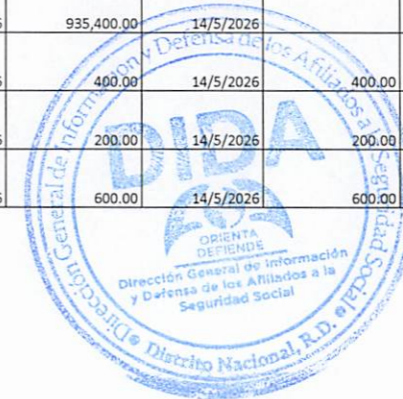 935,400.00 14/5/2026
400.00 14/5/2026 400.00
200.00 14/5/2026 200.00
600.00 14/5/2026 600.00
Dirección General de Información y Defensa de los Afiliados a la Seguridad Social
DIDA
ORIENTA
DEFIENDE
Dirección General de Información
y Defensa de los Afiliados a la
Seguridad Social
Distrito Nacional, R.D.